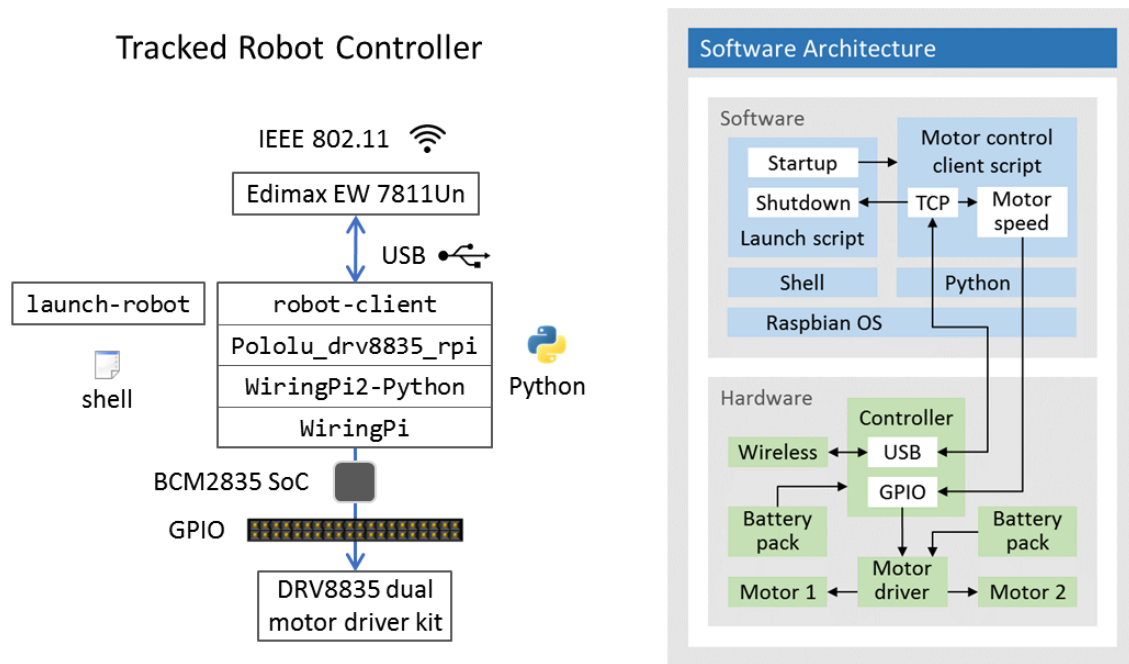 Tracked Robot Controller
IEEE 802.11
Edimax EW 7811Un
USB
launch-robot
robot-client
Pololu_drv8835_rpi
WiringPi2-Python
WiringPi
shell
Python
BCM2835 SoC
GPIO
DRV8835 dual
motor driver kit
Software Architecture
Software
Startup
Shutdown
Launch script
Motor control
client script
TCP
Motor
speed
Shell
Python
Raspbian OS
Hardware
Controller
Wireless
USB
GPIO
Battery
pack
Battery
pack
Motor
driver
Motor 1
Motor 2